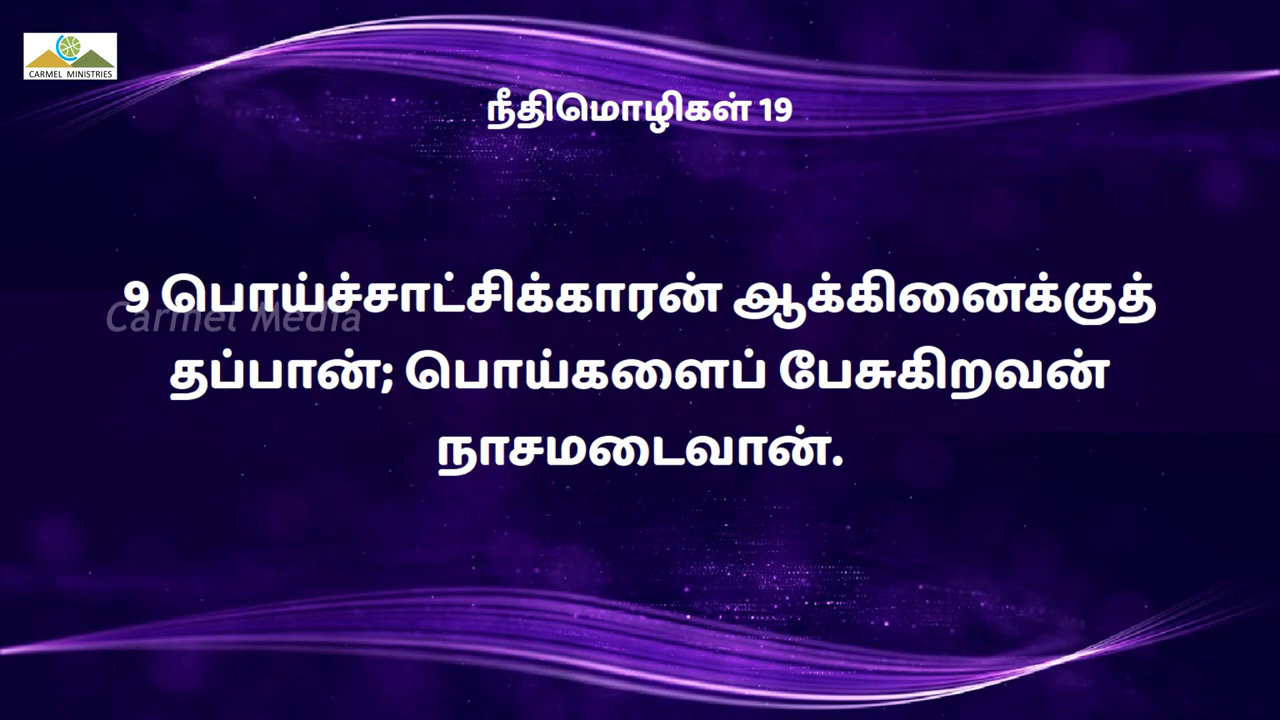 CARMEL MINISTRIES
நீதிமொழிகள் 19
9 பொய்ச்சாட்சிக்காரன் ஆக்கினைக்குத்
Carmel Media
தப்பான்; பொய்களைப் பேசுகிறவன்
நாசமடைவான்.